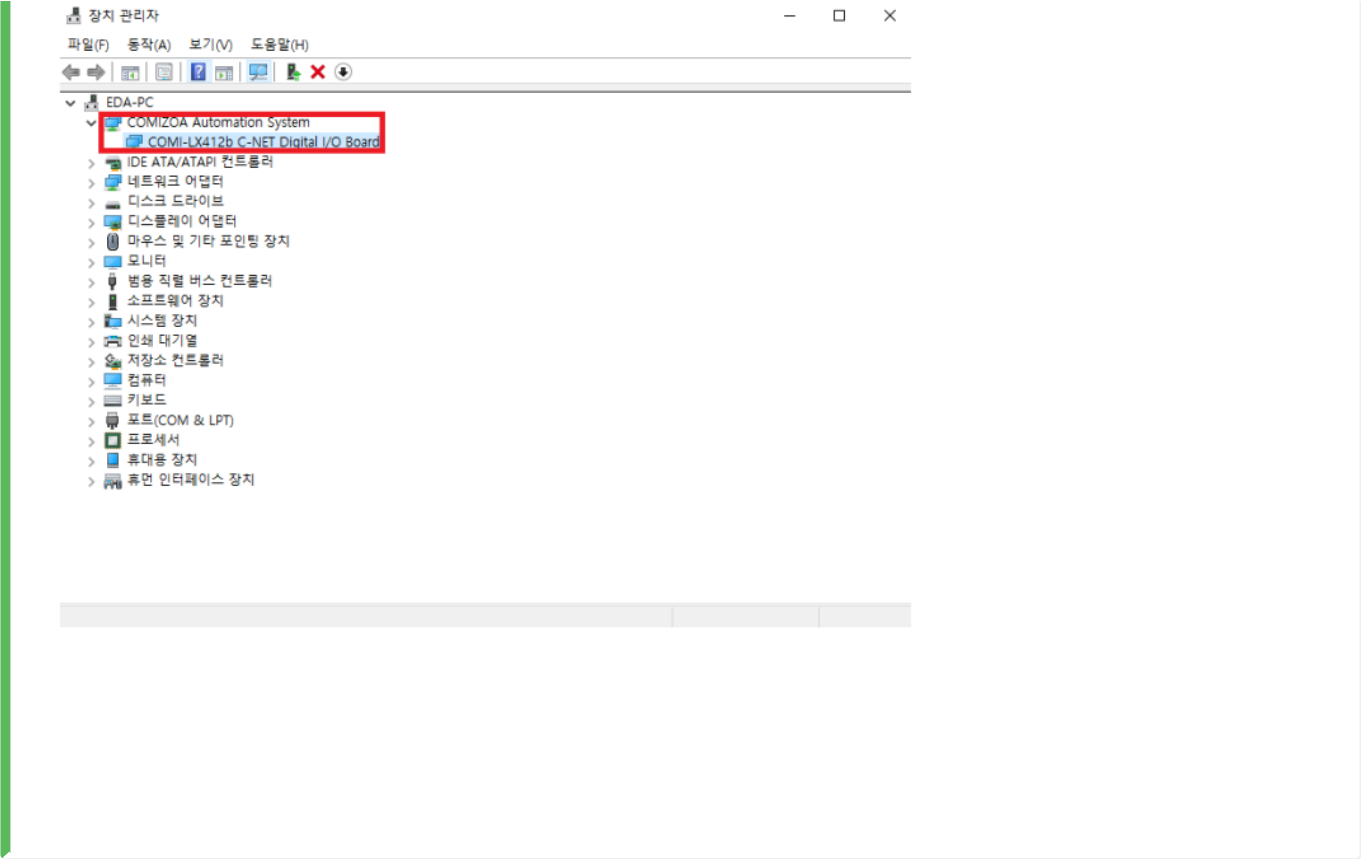 장치 관리자
파일(F) 동작(A) 보기(V) 도움말(H)
EDA-PC
COMIZOA Automation System
COMI-LX412b C-NET Digital I/O Board
IDE ATA/ATAPI 컨트롤러
네트워크 어댑터
디스크 드라이브
디스플레이 어댑터
마우스 및 기타 포인팅 장치
모니터
범용 직렬 버스 컨트롤러
소프트웨어 장치
시스템 장치
인쇄 대기열
저장소 컨트롤러
컴퓨터
키보드
포트(COM & LPT)
프로세서
휴대용 장치
휴먼 인터페이스 장치